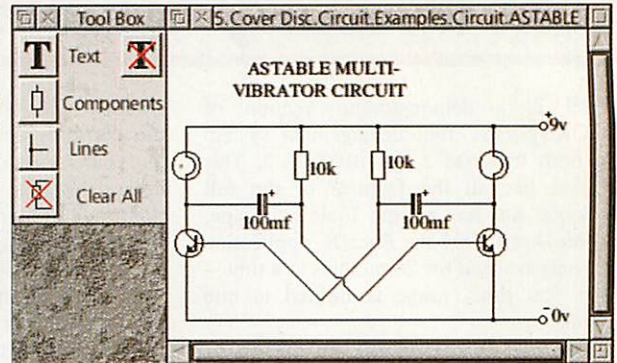 Tool Box
5.Cover Disc.Circuit.Examples.Circuit.ASTABLE
T Text T
Components
Lines
Clear All
ASTABLE MULTI-
VIBRATOR CIRCUIT
+9v
10k
10k
+
100mf
100mf
-0v